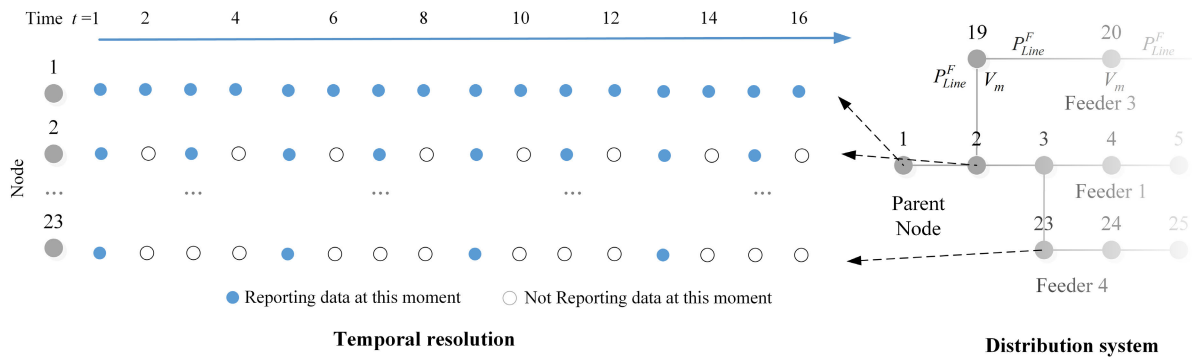 Time t =1 2 4 6 8 10 12 14 16
1
2
... ... ... ... ...
23
Node
Reporting data at this moment Not Reporting data at this moment
Temporal resolution
19 20
P^F_Line P^F_Line
P^F_Line V_m V_m
Feeder 3
1 2 3 4 5
Parent
Node
Feeder 1
23 24 25
Feeder 4
Distribution system